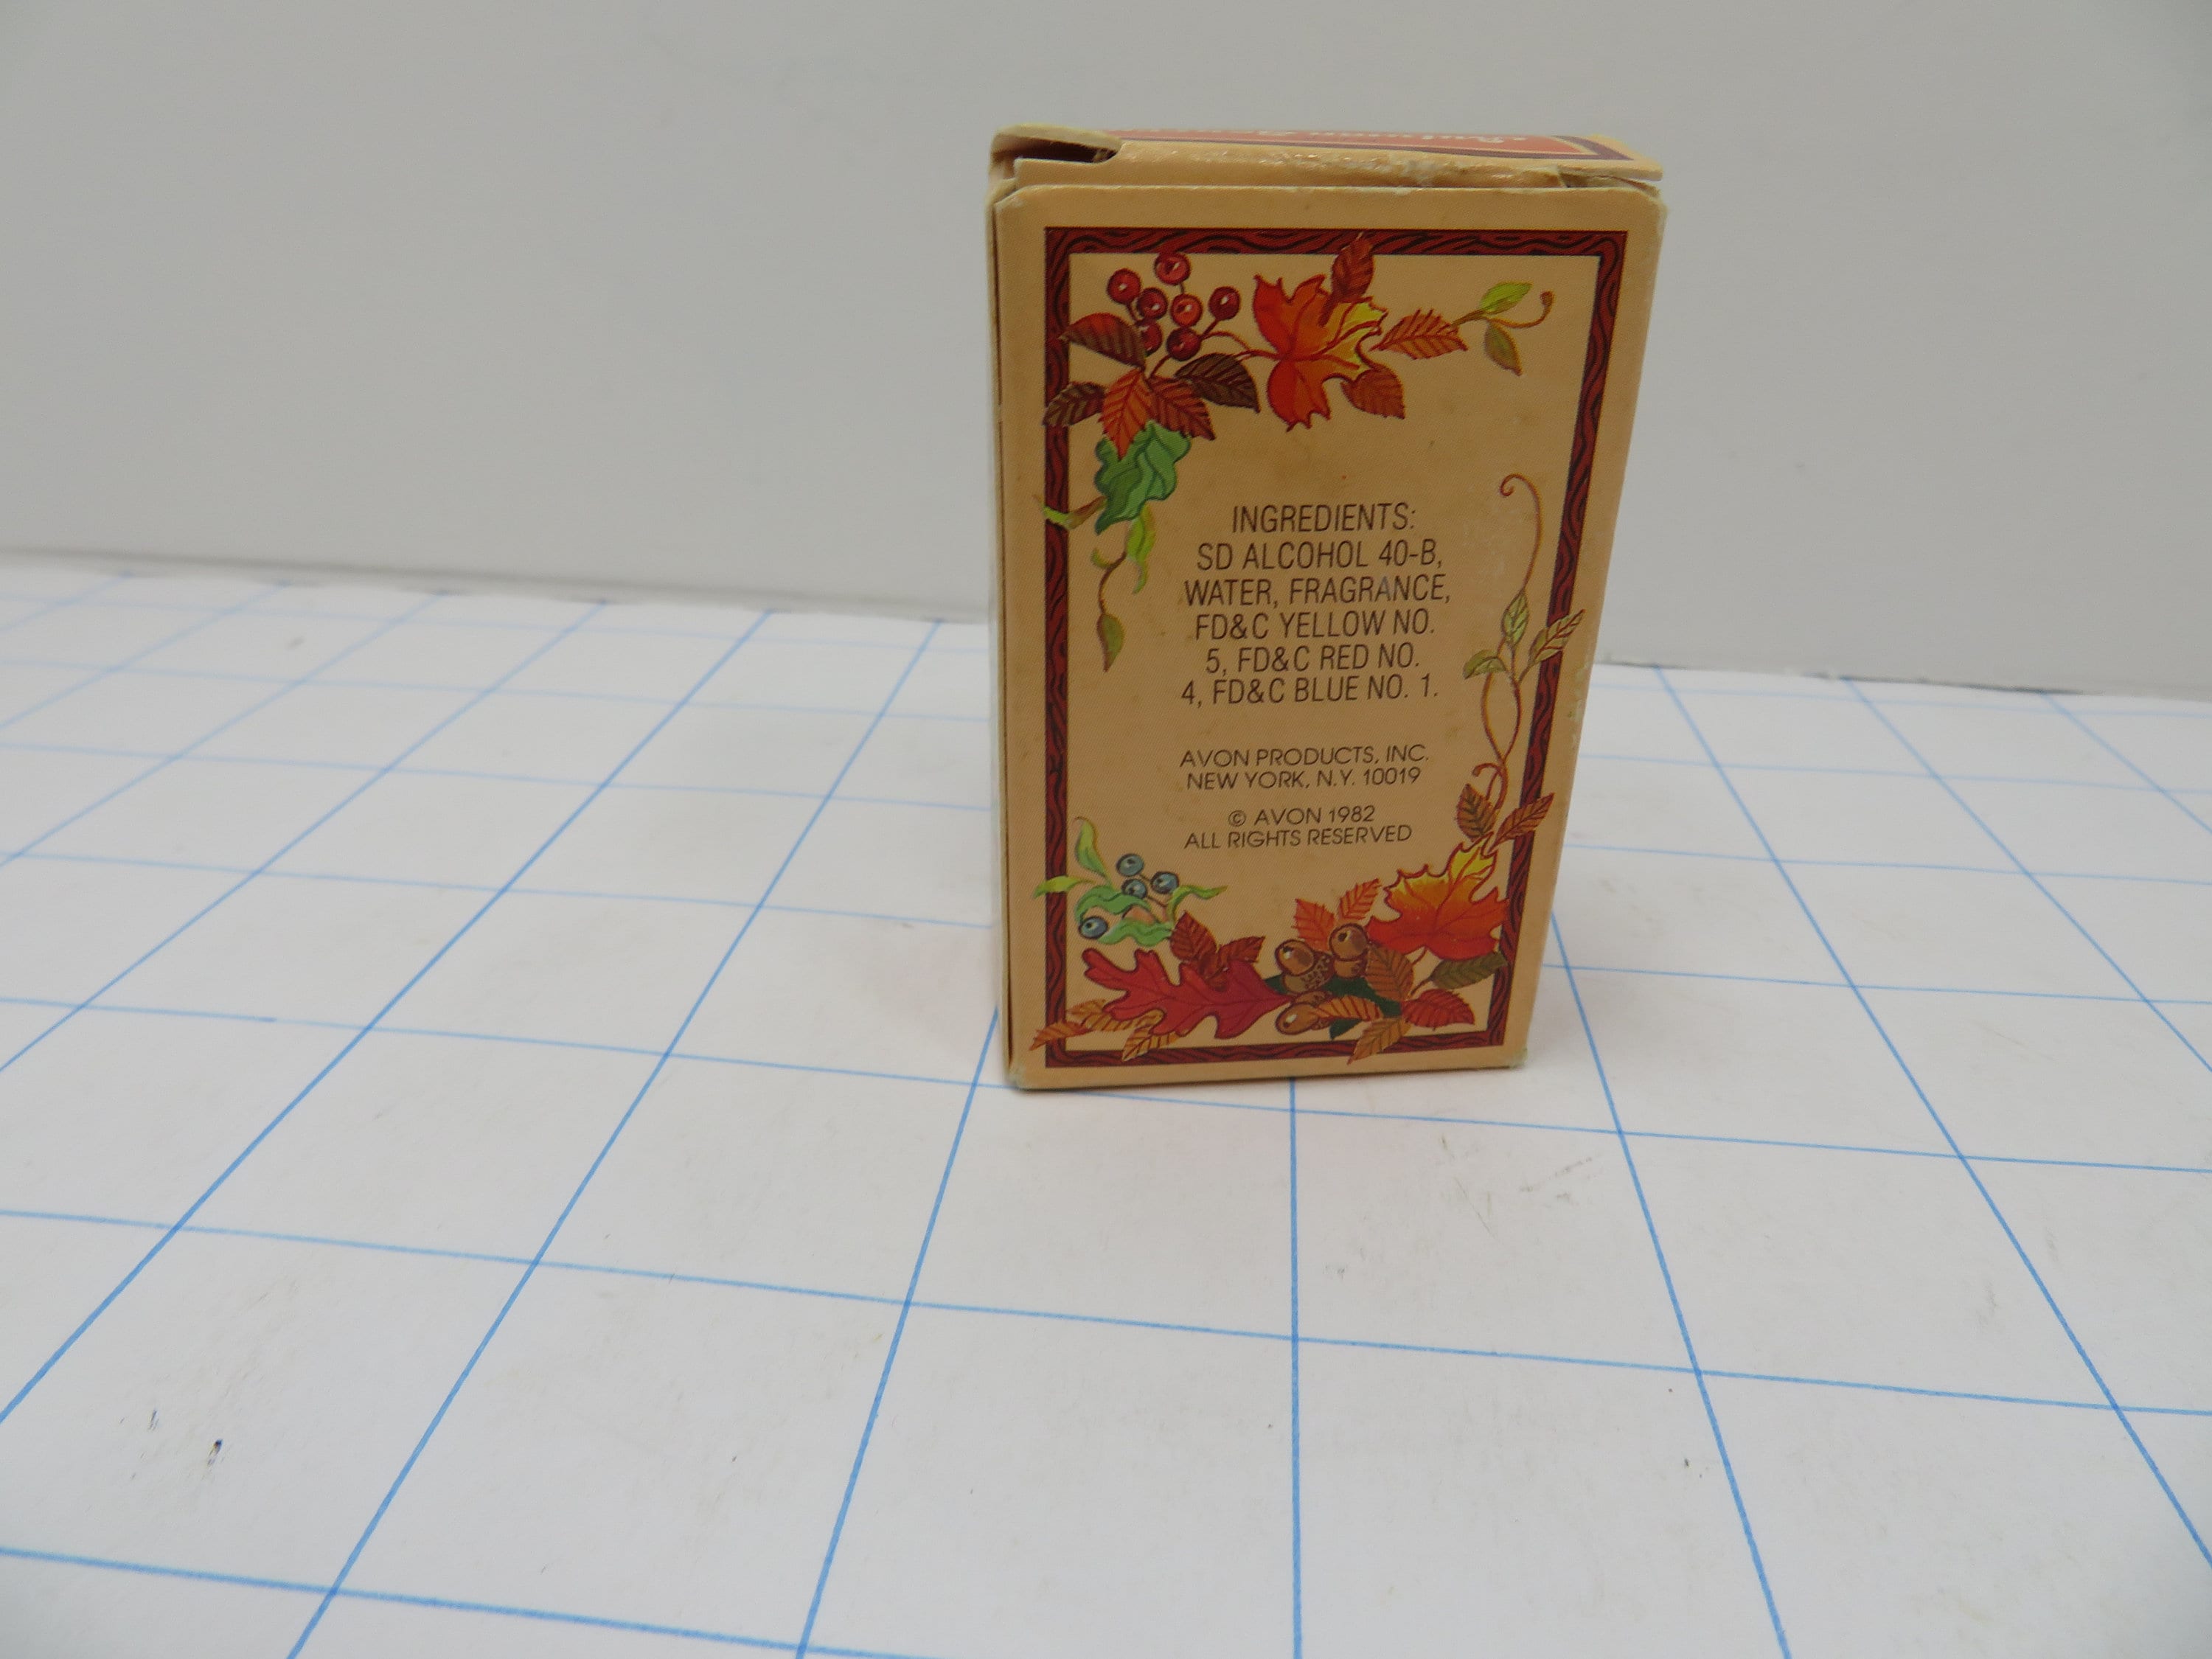 INGREDIENTS:
SD ALCOHOL 40-B,
WATER, FRAGRANCE,
FD&C YELLOW NO.
5, FD&C RED NO.
4, FD&C BLUE NO. 1.
AVON PRODUCTS, INC.
NEW YORK, N.Y. 10019
© AVON 1982
ALL RIGHTS RESERVED